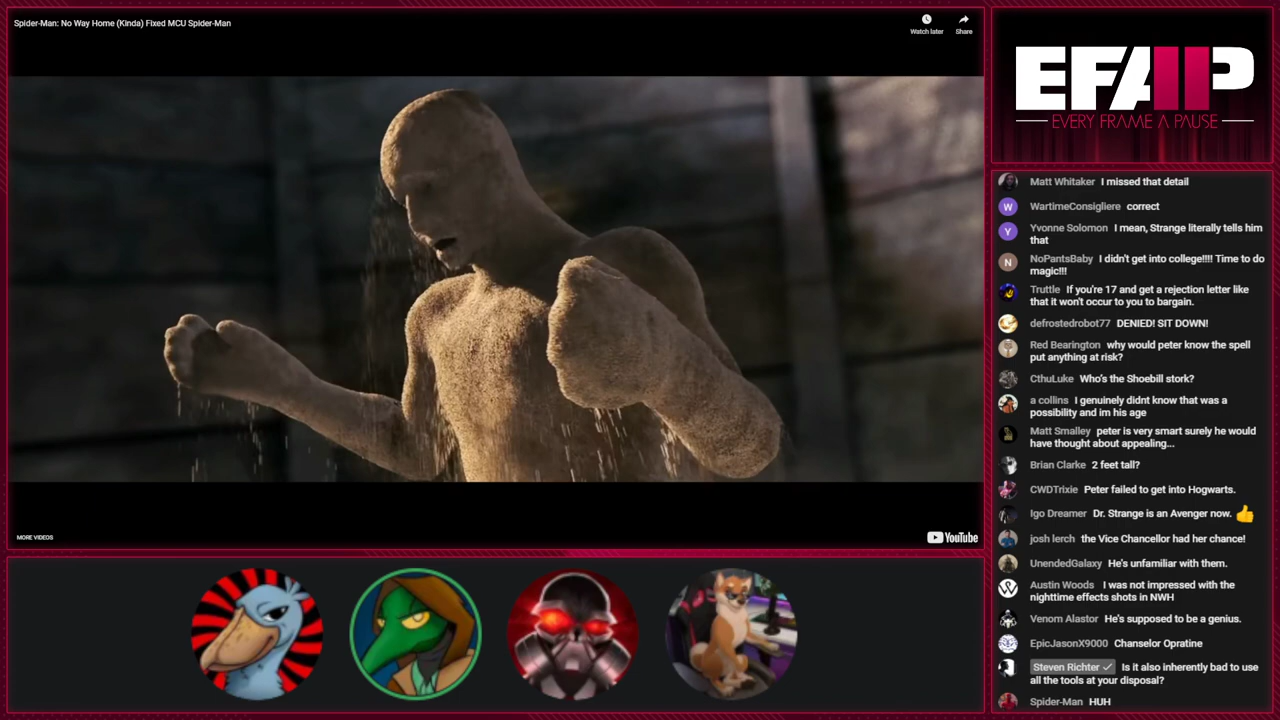 Spider-Man: No Way Home (Kinda) Fixed MCU Spider-Man
Watch later
Share
MORE VIDEOS
YouTube
EFAP
EVERY FRAME A PAUSE
Matt Whitaker I missed that detail
W
WartimeConsigliere correct
Y
Yvonne Solomon I mean, Strange literally tells him
that
N
NoPantsBaby I didn't get into college!!!! Time to do
magic!!!
Truttle If you're 17 and get a rejection letter like
that it won't occur to you to bargain.
defrostedrobot77 DENIED! SIT DOWN!
Red Bearington why would peter know the spell
put anything at risk?
CthuLuke Who's the Shoebill stork?
a collins I genuinely didnt know that was a
possibility and im his age
Matt Smalley peter is very smart surely he would
have thought about appealing...
Brian Clarke 2 feet tall?
CWDTrixie Peter failed to get into Hogwarts.
Igo Dreamer Dr. Strange is an Avenger now. 👍
josh lerch the Vice Chancellor had her chance!
UnendedGalaxy He's unfamiliar with them.
Austin Woods I was not impressed with the
nighttime effects shots in NWH
Venom Alastor He's supposed to be a genius.
EpicJasonX9000 Chanselor Opratine
Steven Richter ✓ Is it also inherently bad to use
all the tools at your disposal?
Spider-Man HUH